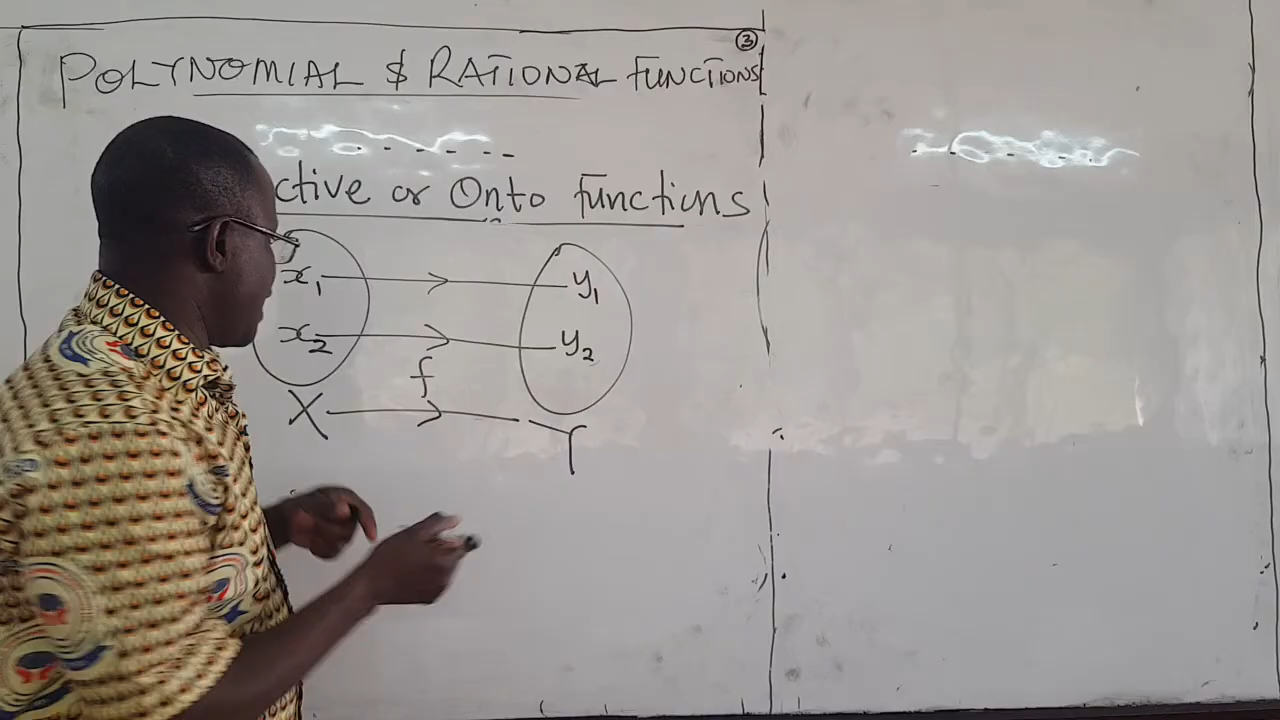 ③
POLYNOMIAL & RATIONAL FUNCTIONS
ctive or Onto functions
x₁ y₁
x₂ y₂
f
X Y